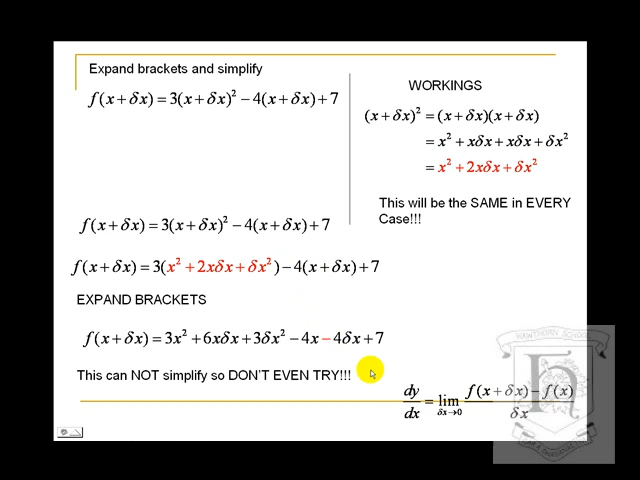 Expand brackets and simplify
f(x + δx) = 3(x + δx)² − 4(x + δx) + 7
WORKINGS
(x + δx)² = (x + δx)(x + δx)
= x² + xδx + xδx + δx²
= x² + 2xδx + δx²
This will be the SAME in EVERY
Case!!!
f(x + δx) = 3(x + δx)² − 4(x + δx) + 7
f(x + δx) = 3(x² + 2xδx + δx²) − 4(x + δx) + 7
EXPAND BRACKETS
f(x + δx) = 3x² + 6xδx + 3δx² − 4x − 4δx + 7
This can NOT simplify so DON'T EVEN TRY!!!
dy/dx = lim δx→0 (f(x + δx) − f(x))/δx
HAWTHORN SCHOOL